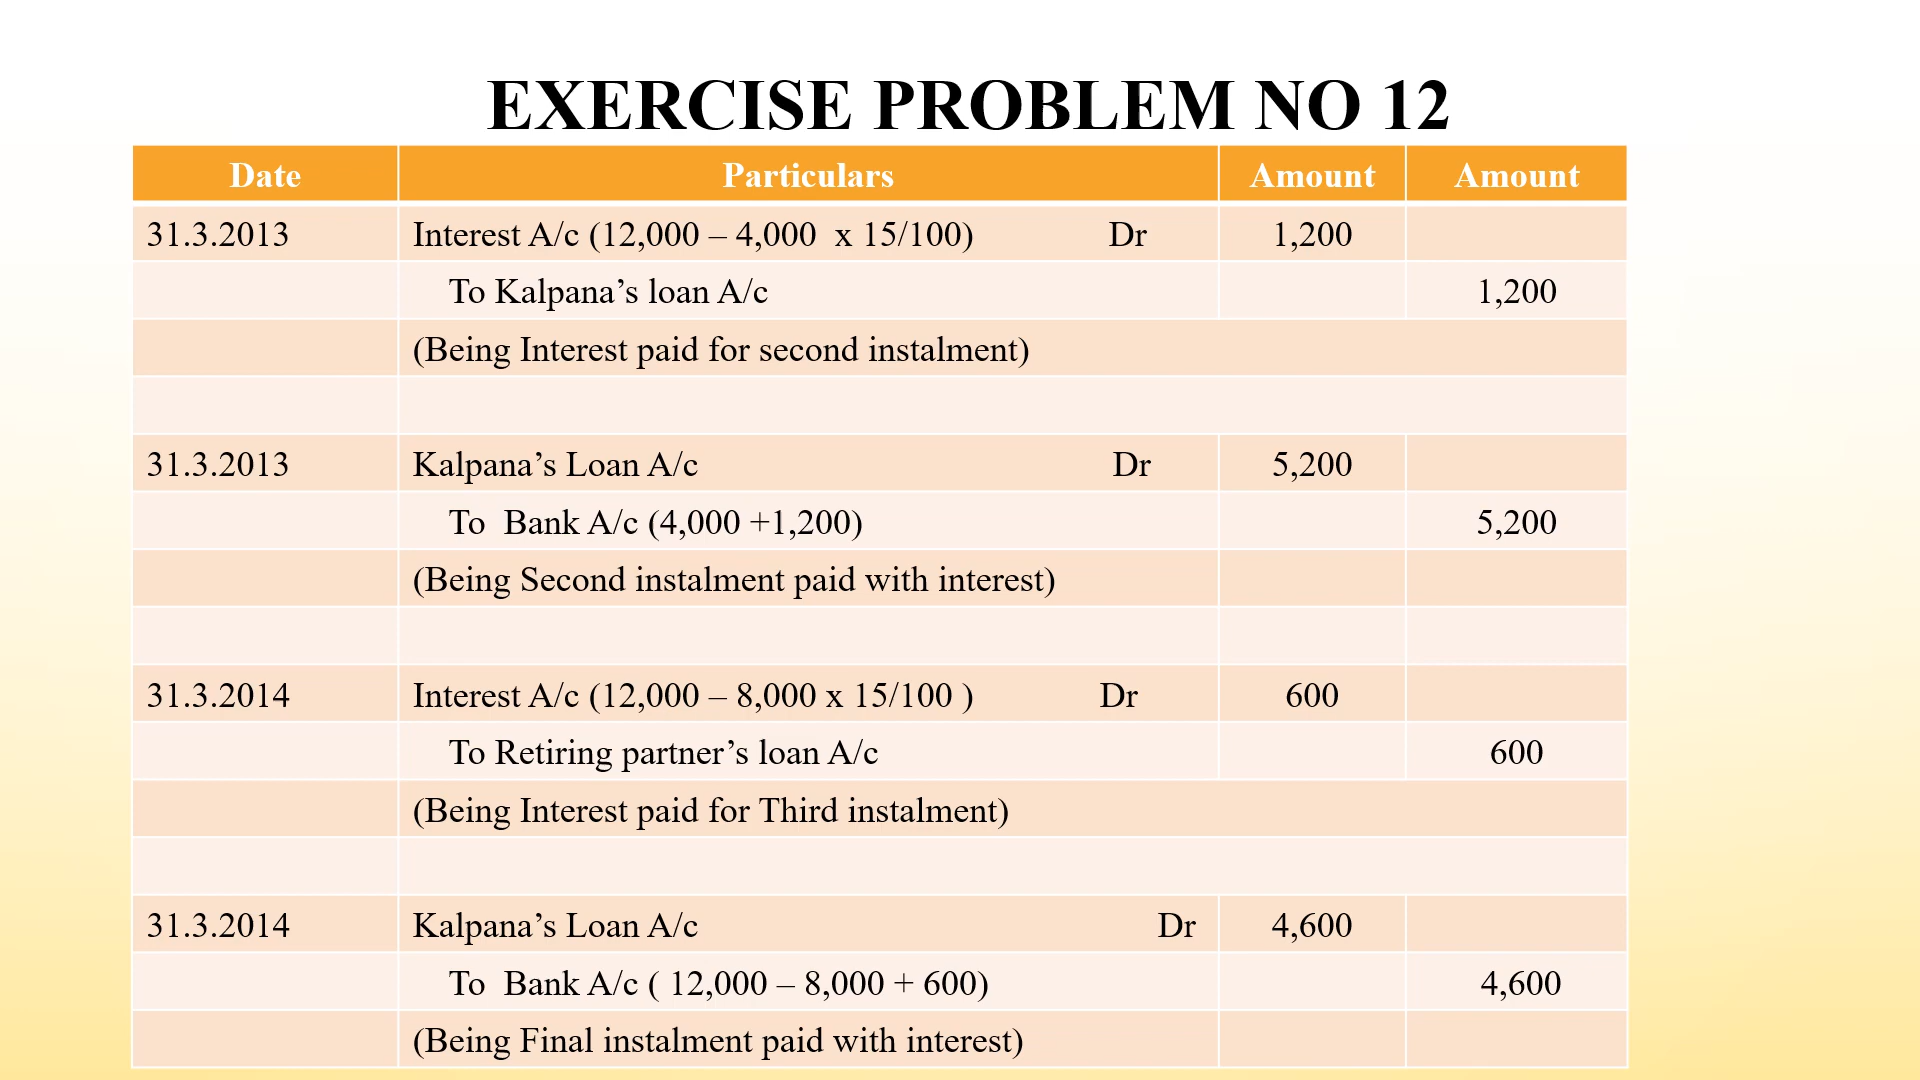 EXERCISE PROBLEM NO 12
Date Particulars Amount Amount
31.3.2013 Interest A/c (12,000 – 4,000 x 15/100) Dr 1,200
To Kalpana’s loan A/c 1,200
(Being Interest paid for second instalment)
31.3.2013 Kalpana’s Loan A/c Dr 5,200
To Bank A/c (4,000 +1,200) 5,200
(Being Second instalment paid with interest)
31.3.2014 Interest A/c (12,000 – 8,000 x 15/100 ) Dr 600
To Retiring partner’s loan A/c 600
(Being Interest paid for Third instalment)
31.3.2014 Kalpana’s Loan A/c Dr 4,600
To Bank A/c ( 12,000 – 8,000 + 600) 4,600
(Being Final instalment paid with interest)